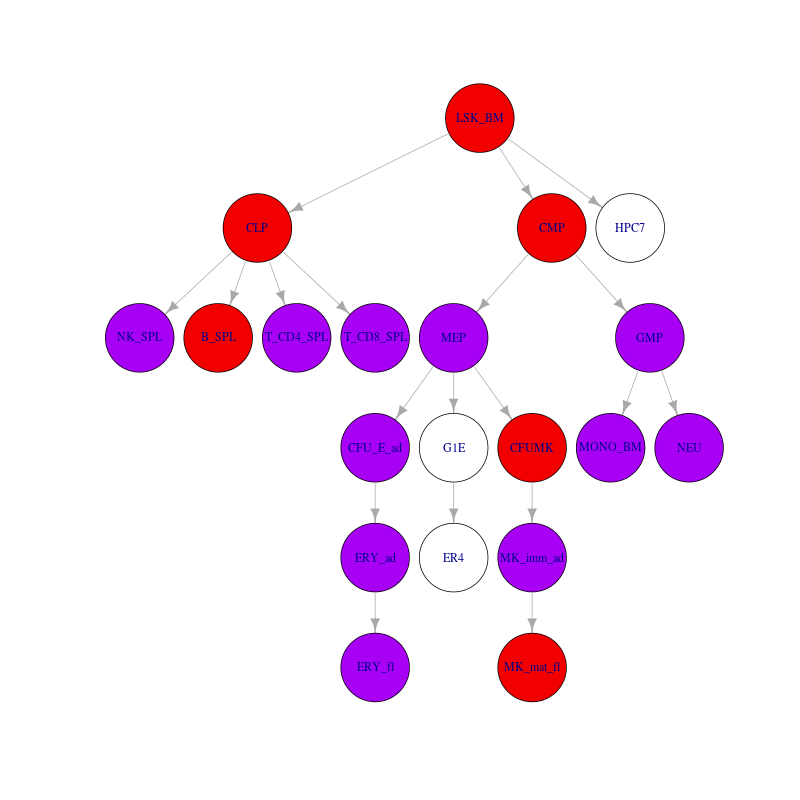 LSK_BM
CLP
CMP
HPC7
NK_SPL
B_SPL
T_CD4_SPL
T_CD8_SPL
MEP
GMP
CFU_E_ad
G1E
CFUMK
MONO_BM
NEU
ERY_ad
ER4
MK_imm_ad
ERY_fl
MK_mat_fl